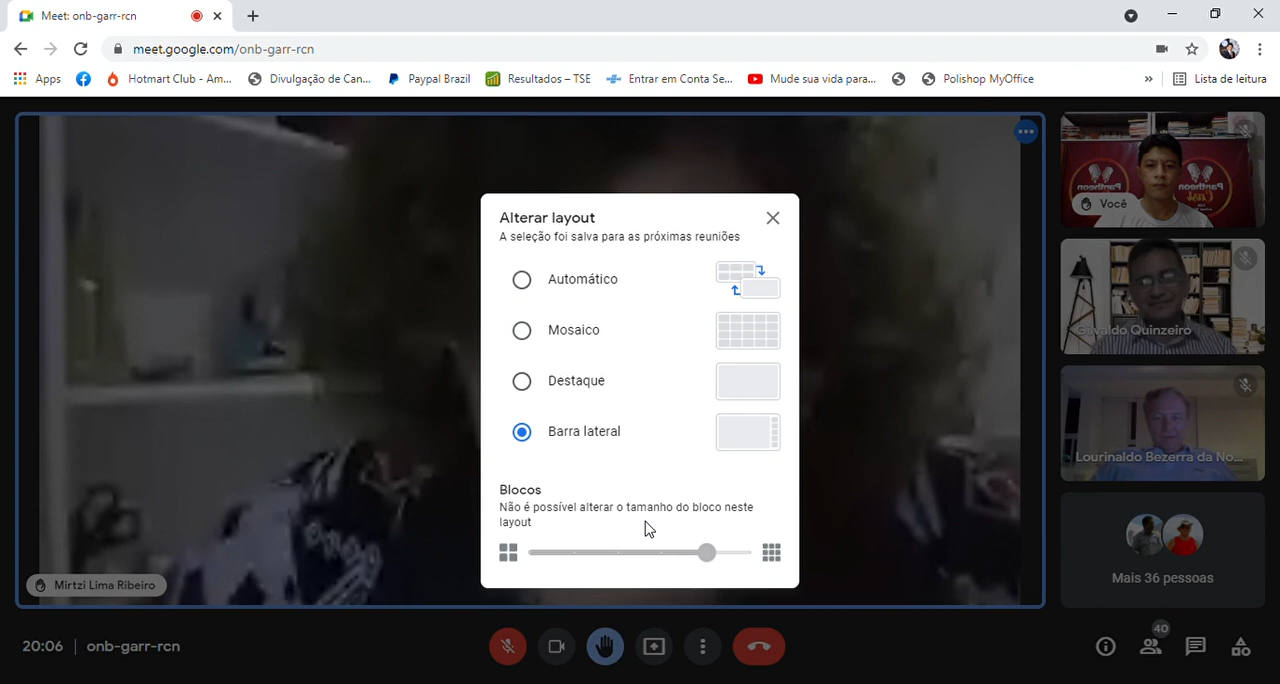 Meet: onb-garr-rcn
meet.google.com/onb-garr-rcn
Apps
Hotmart Club - Am...
Divulgação de Can...
Paypal Brazil
Resultados – TSE
Entrar em Conta Se...
Mude sua vida para...
Polishop MyOffice
»
Lista de leitura
Alterar layout
A seleção foi salva para as próximas reuniões
Automático
Mosaico
Destaque
Barra lateral
Blocos
Não é possível alterar o tamanho do bloco neste
layout
Pantheon
Cast
Pantheon
Cast
Você
Gilvaldo Quinzeiro
Lourinaldo Bezerra da No...
Mais 36 pessoas
Mirtzi Lima Ribeiro
20:06 | onb-garr-rcn
40